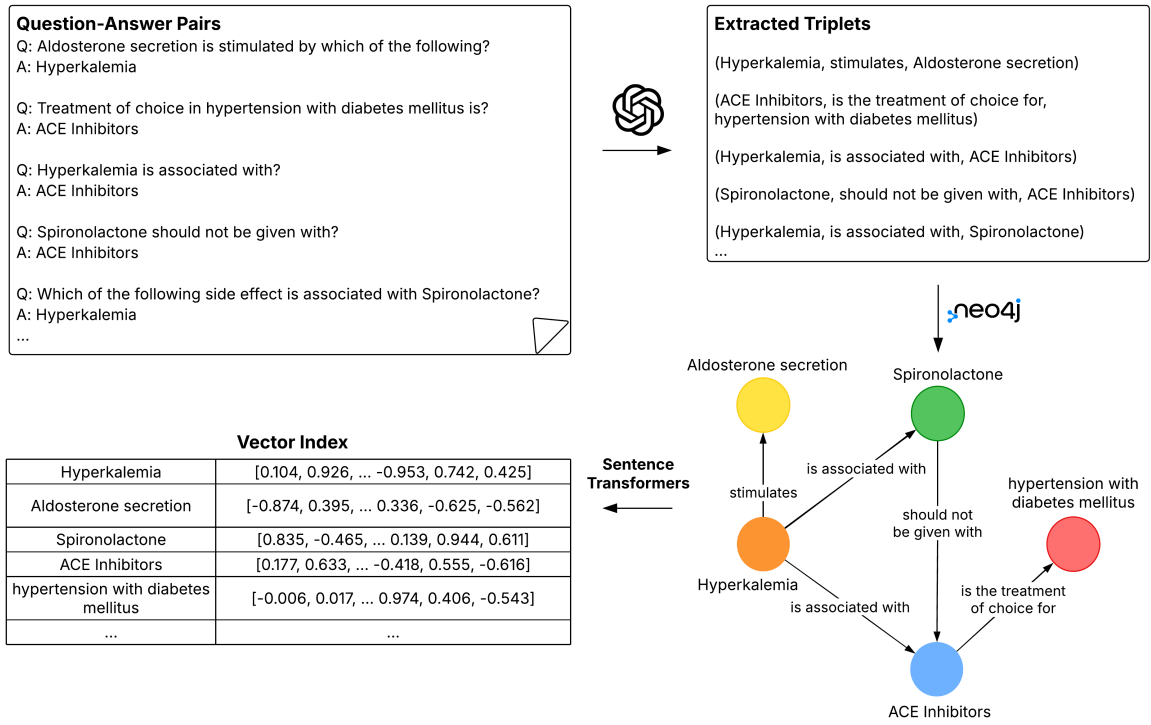 Question-Answer Pairs
Q: Aldosterone secretion is stimulated by which of the following?
A: Hyperkalemia
Q: Treatment of choice in hypertension with diabetes mellitus is?
A: ACE Inhibitors
Q: Hyperkalemia is associated with?
A: ACE Inhibitors
Q: Spironolactone should not be given with?
A: ACE Inhibitors
Q: Which of the following side effect is associated with Spironolactone?
A: Hyperkalemia
...
Extracted Triplets
(Hyperkalemia, stimulates, Aldosterone secretion)
(ACE Inhibitors, is the treatment of choice for,
hypertension with diabetes mellitus)
(Hyperkalemia, is associated with, ACE Inhibitors)
(Spironolactone, should not be given with, ACE Inhibitors)
(Hyperkalemia, is associated with, Spironolactone)
...
neo4j
Aldosterone secretion
Spironolactone
is associated with
stimulates
hypertension with
diabetes mellitus
should not
be given with
Hyperkalemia
is associated with
is the treatment
of choice for
ACE Inhibitors
Sentence
Transformers
Vector Index
Hyperkalemia [0.104, 0.926, ... -0.953, 0.742, 0.425]
Aldosterone secretion [-0.874, 0.395, ... 0.336, -0.625, -0.562]
Spironolactone [0.835, -0.465, ... 0.139, 0.944, 0.611]
ACE Inhibitors [0.177, 0.633, ... -0.418, 0.555, -0.616]
hypertension with diabetes
mellitus [-0.006, 0.017, ... 0.974, 0.406, -0.543]
... ...